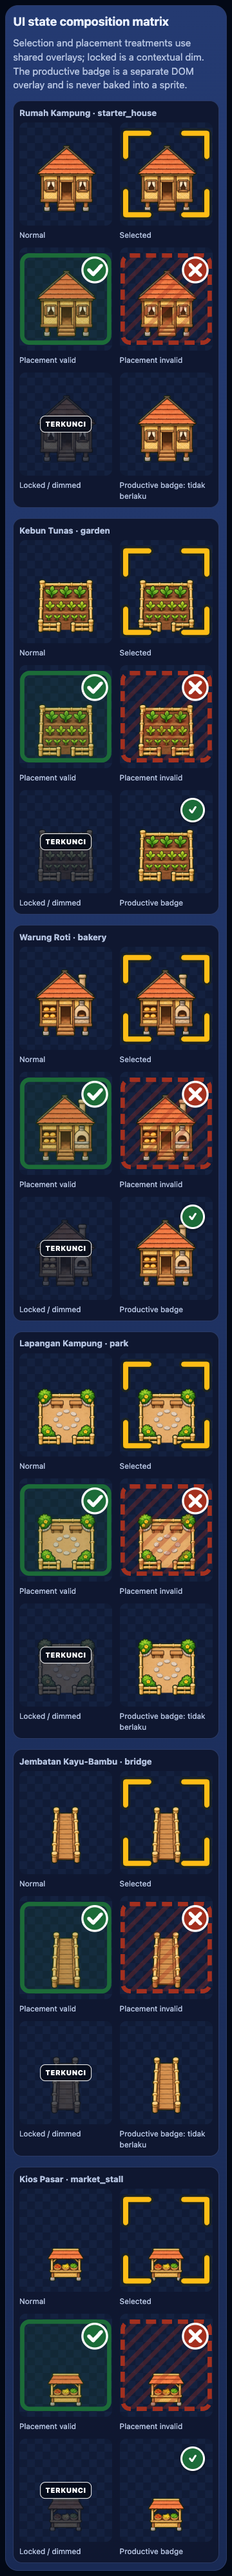 UI state composition matrix
Selection and placement treatments use
shared overlays; locked is a contextual dim.
The productive badge is a separate DOM
overlay and is never baked into a sprite.
Rumah Kampung · starter_house
Normal
Selected
Placement valid
Placement invalid
TERKUNCI
Locked / dimmed
Productive badge: tidak
berlaku
Kebun Tunas · garden
Normal
Selected
Placement valid
Placement invalid
TERKUNCI
Locked / dimmed
Productive badge
Warung Roti · bakery
Normal
Selected
Placement valid
Placement invalid
TERKUNCI
Locked / dimmed
Productive badge
Lapangan Kampung · park
Normal
Selected
Placement valid
Placement invalid
TERKUNCI
Locked / dimmed
Productive badge: tidak
berlaku
Jembatan Kayu-Bambu · bridge
Normal
Selected
Placement valid
Placement invalid
TERKUNCI
Locked / dimmed
Productive badge: tidak
berlaku
Kios Pasar · market_stall
Normal
Selected
Placement valid
Placement invalid
TERKUNCI
Locked / dimmed
Productive badge